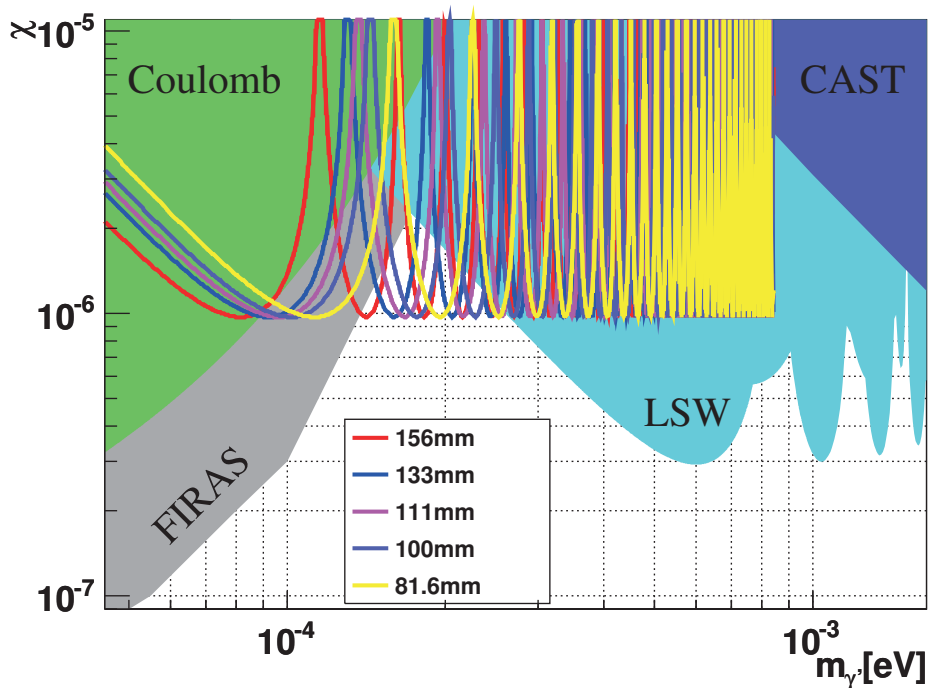 χ
10⁻⁵
Coulomb
CAST
10⁻⁶
LSW
FIRAS
156mm
133mm
111mm
100mm
81.6mm
10⁻⁷
10⁻⁴
10⁻³
mγ'[eV]